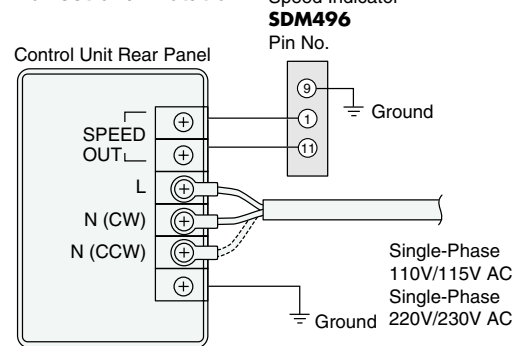 Speed Indicator
SDM496
Pin No.
Control Unit Rear Panel
9
Ground
SPEED
OUT
1
11
L
N (CW)
N (CCW)
Single-Phase
110V/115V AC
Single-Phase
220V/230V AC
Ground